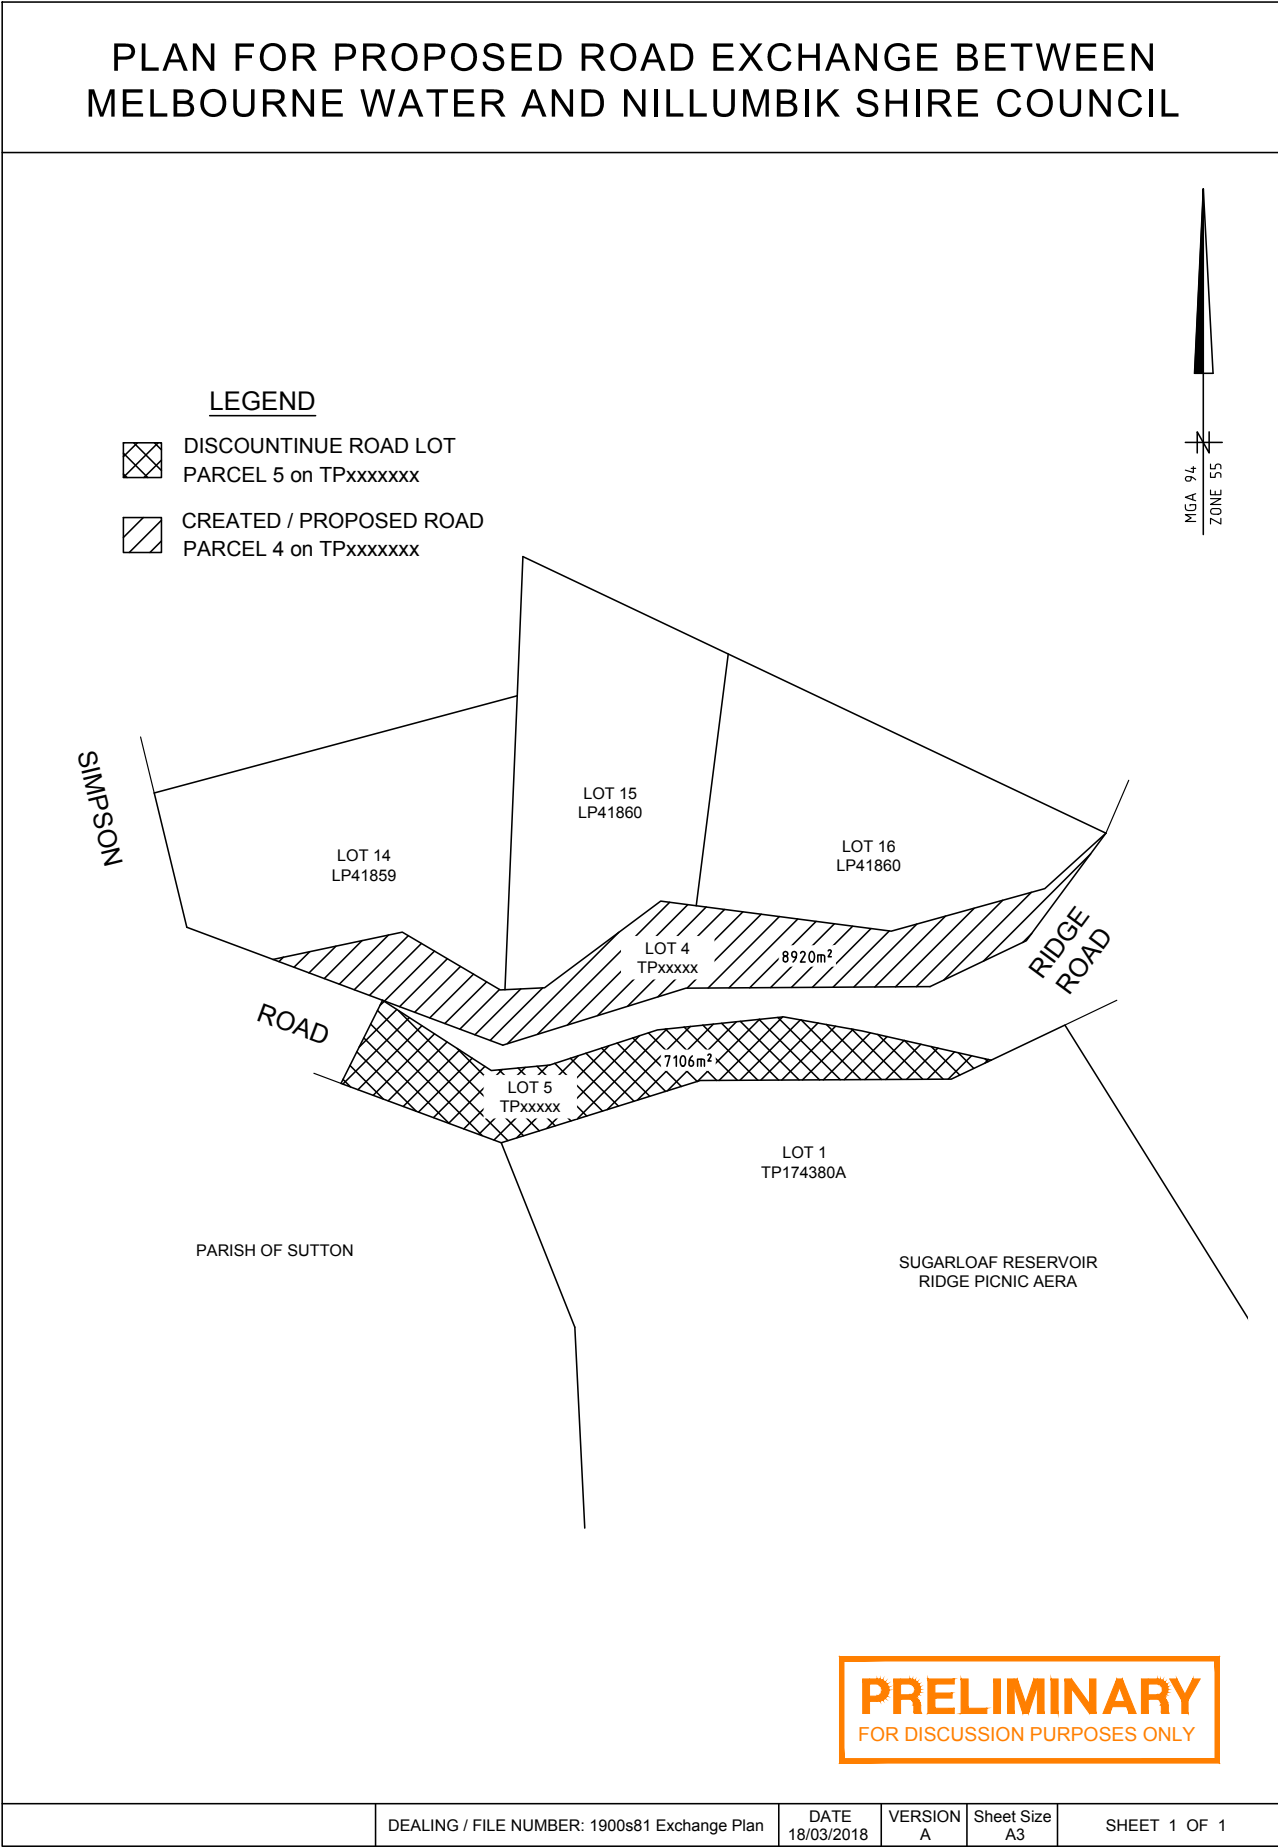 PLAN FOR PROPOSED ROAD EXCHANGE BETWEEN
MELBOURNE WATER AND NILLUMBIK SHIRE COUNCIL
N
MGA 94
ZONE 55
LEGEND
DISCOUNTINUE ROAD LOT
PARCEL 5 on TPxxxxxxx
CREATED / PROPOSED ROAD
PARCEL 4 on TPxxxxxxx
SIMPSON
ROAD
LOT 14
LP41859
LOT 15
LP41860
LOT 16
LP41860
LOT 4
TPxxxxx
8920m²
RIDGE
ROAD
7106m²
LOT 5
TPxxxxx
LOT 1
TP174380A
PARISH OF SUTTON
SUGARLOAF RESERVOIR
RIDGE PICNIC AERA
PRELIMINARY
FOR DISCUSSION PURPOSES ONLY
DEALING / FILE NUMBER: 1900s81 Exchange Plan
DATE
18/03/2018
VERSION
A
Sheet Size
A3
SHEET 1 OF 1